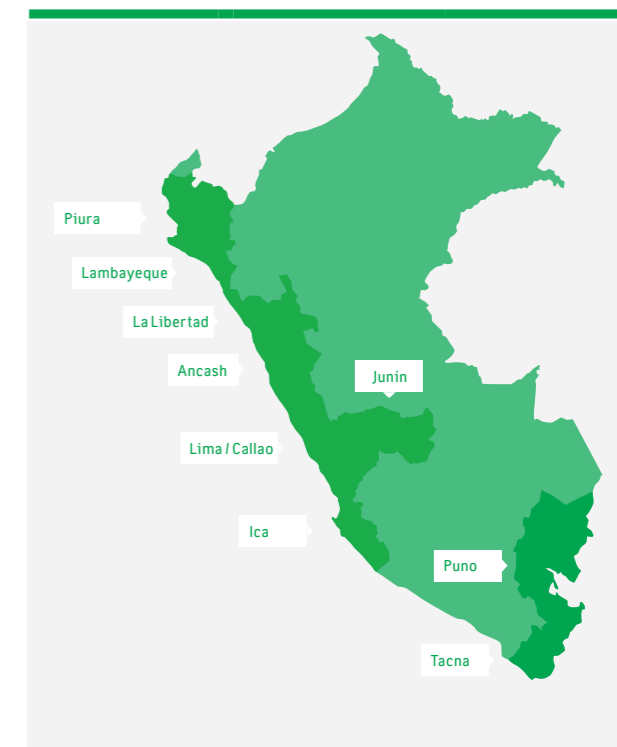 Piura
Lambayeque
La Libertad
Ancash
Junin
Lima / Callao
Ica
Puno
Tacna